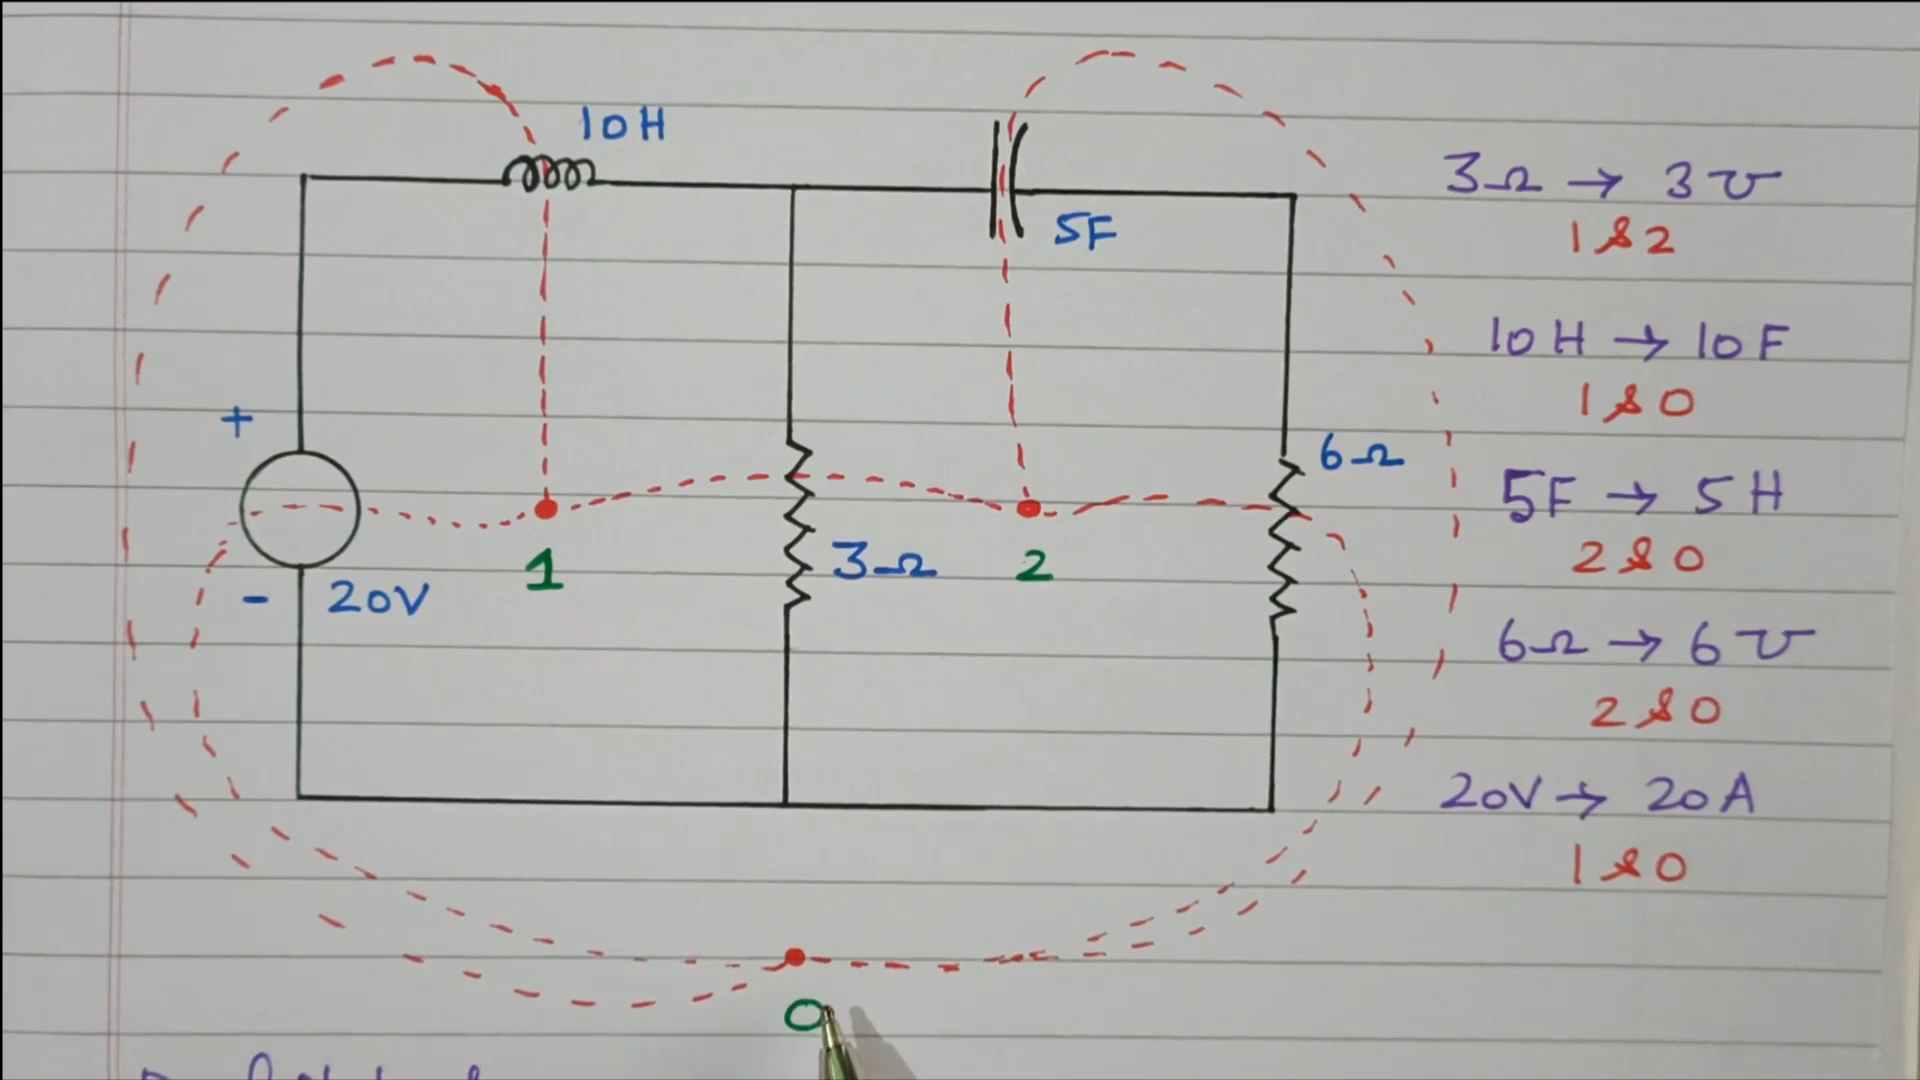 10H
5F
+
-
20V
1
3Ω
2
6Ω
0
3Ω → 3℧
1 & 2
10H → 10F
1 & 0
5F → 5H
2 & 0
6Ω → 6℧
2 & 0
20V → 20A
1 & 0